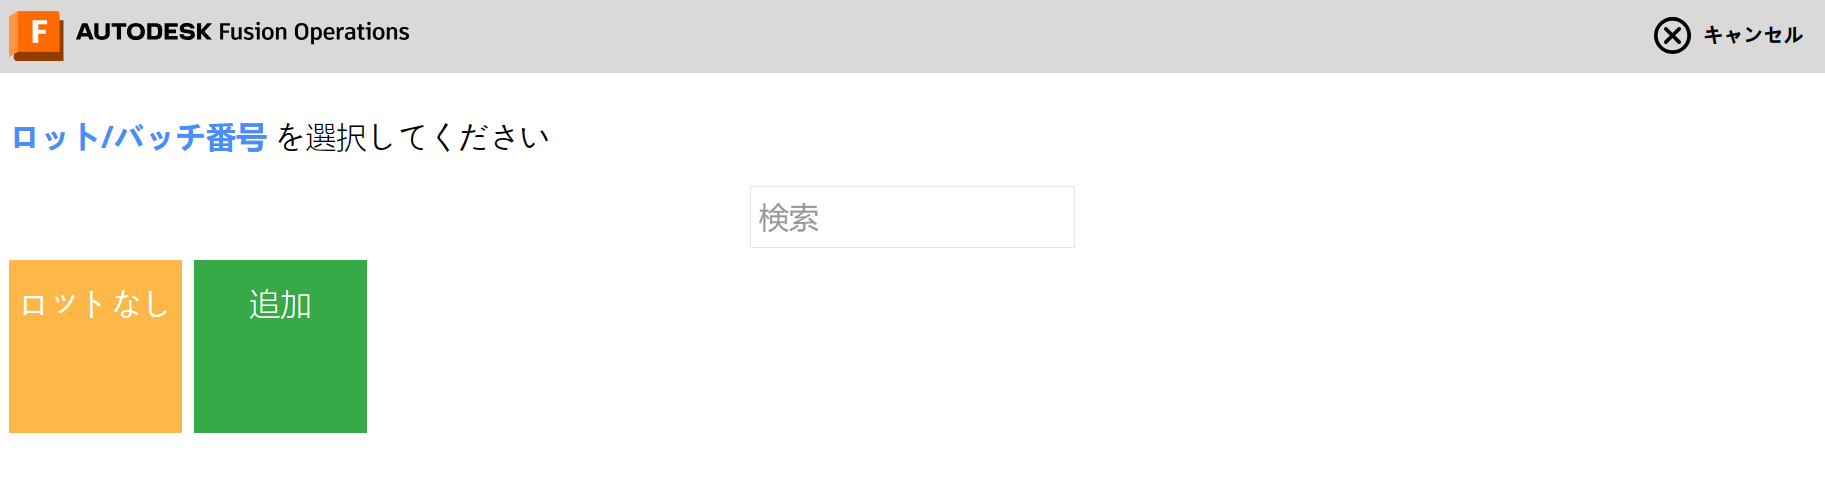 F AUTODESK Fusion Operations
キャンセル
ロット/バッチ番号 を選択してください
検索
ロットなし
追加